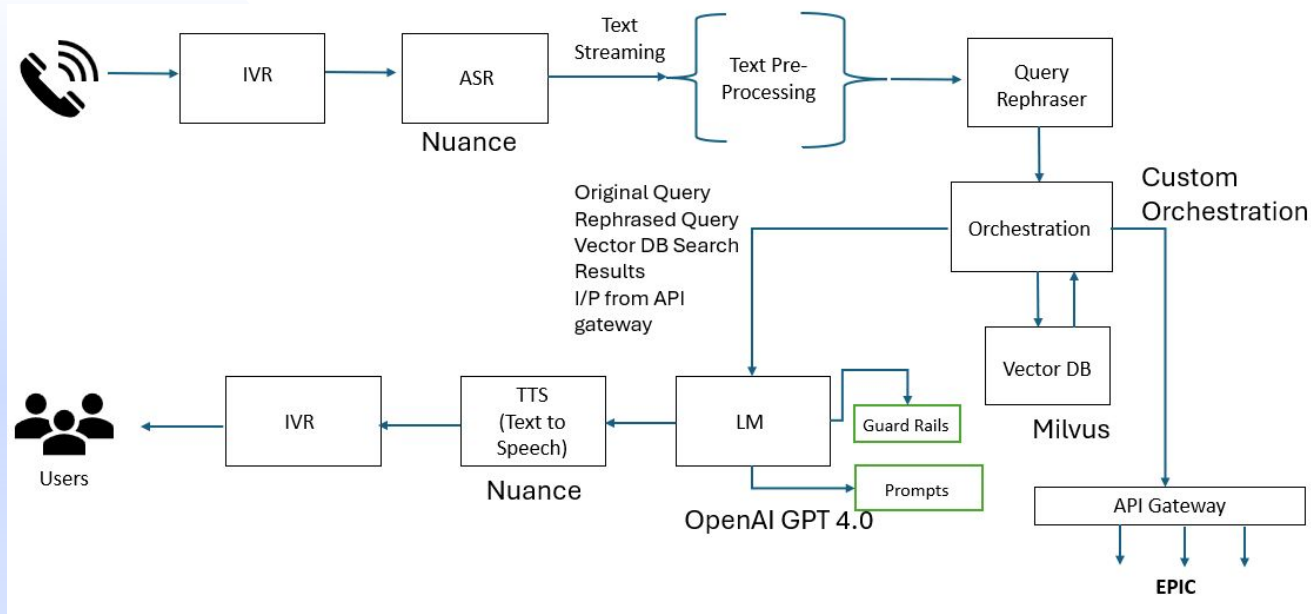 IVR
ASR
Nuance
Text
Streaming
Text Pre-
Processing
Query
Rephraser
Original Query
Rephrased Query
Vector DB Search
Results
I/P from API
gateway
Orchestration
Custom
Orchestration
Vector DB
Milvus
Users
IVR
TTS
(Text to
Speech)
Nuance
LM
OpenAI GPT 4.0
Guard Rails
Prompts
API Gateway
EPIC